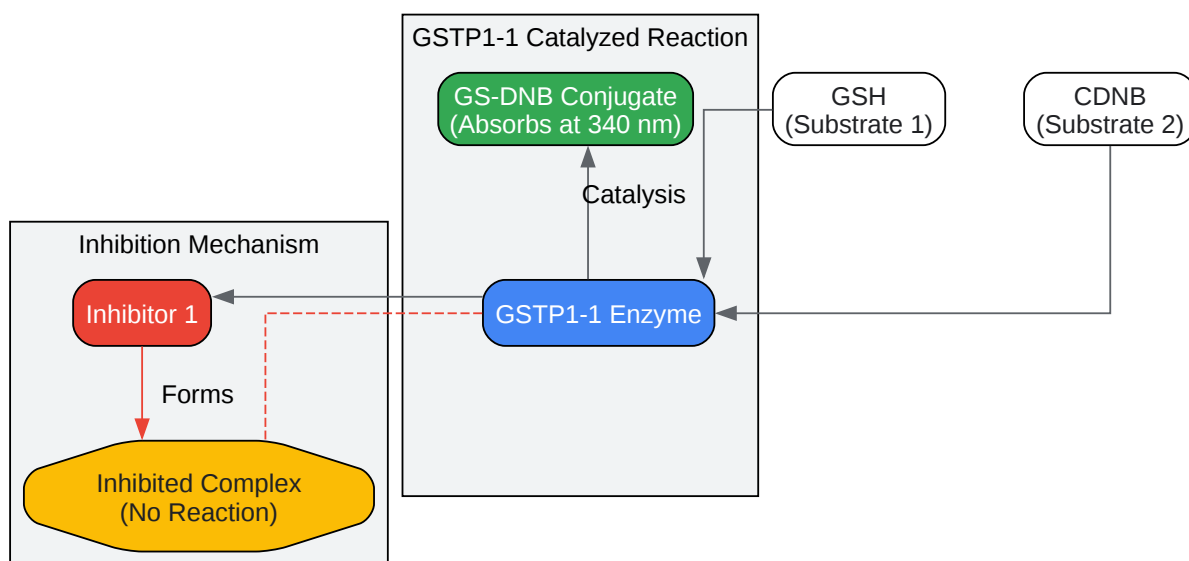 GSTP1-1 Catalyzed Reaction
GS-DNB Conjugate
(Absorbs at 340 nm)
GSH
(Substrate 1)
CDNB
(Substrate 2)
Catalysis
Inhibition Mechanism
Inhibitor 1
GSTP1-1 Enzyme
Forms
Inhibited Complex
(No Reaction)